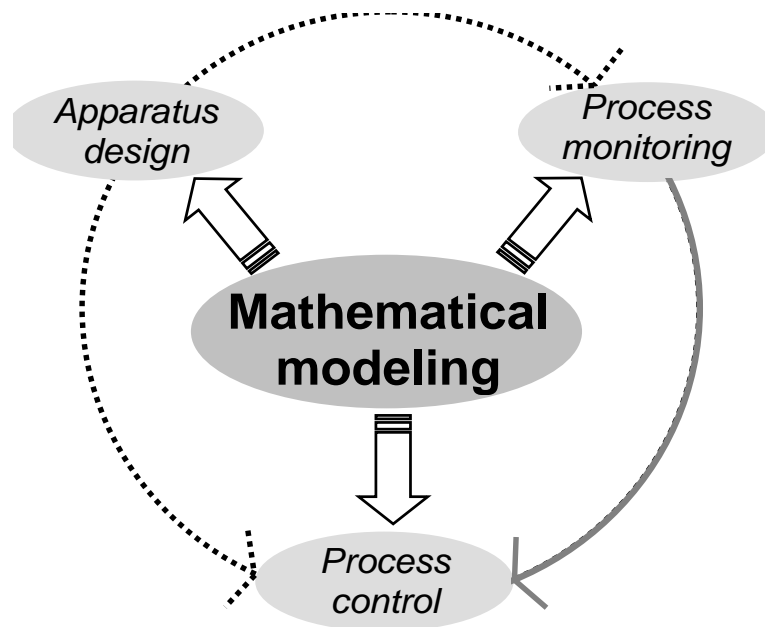 Apparatus
design
Process
monitoring
Mathematical
modeling
Process
control